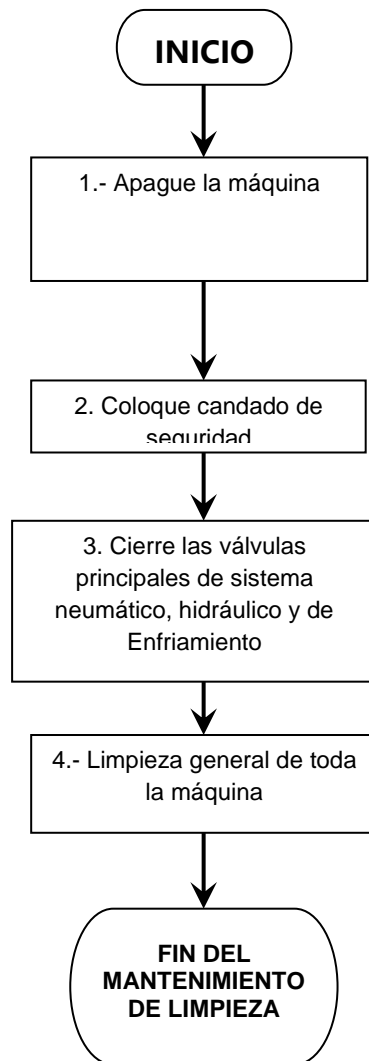 INICIO
1.- Apague la máquina
2. Coloque candado de
seguridad
3. Cierre las válvulas
principales de sistema
neumático, hidráulico y de
Enfriamiento
4.- Limpieza general de toda
la máquina
FIN DEL
MANTENIMIENTO
DE LIMPIEZA